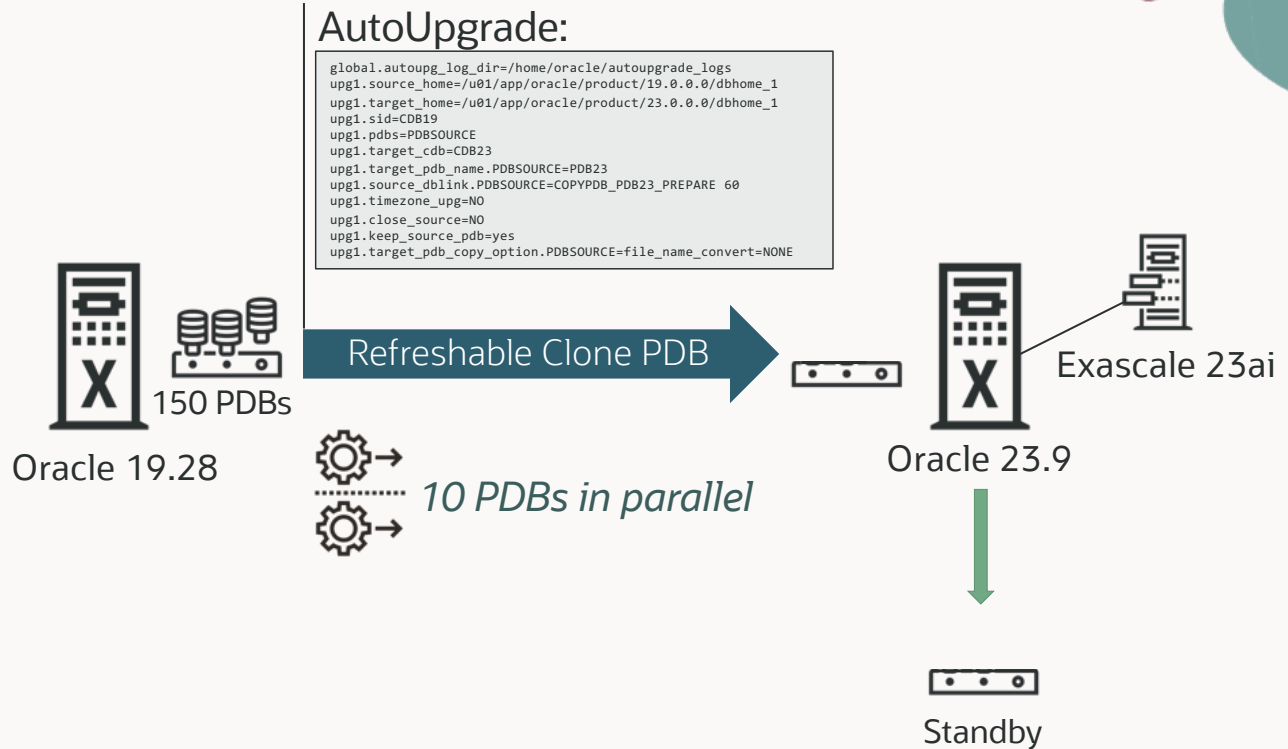 AutoUpgrade:
global.autoupg_log_dir=/home/oracle/autoupgrade_logs
upg1.source_home=/u01/app/oracle/product/19.0.0.0/dbhome_1
upg1.target_home=/u01/app/oracle/product/23.0.0.0/dbhome_1
upg1.sid=CDB19
upg1.pdbs=PDBSOURCE
upg1.target_cdb=CDB23
upg1.target_pdb_name.PDBSOURCE=PDB23
upg1.source_dblink.PDBSOURCE=COPYPDB_PDB23_PREPARE 60
upg1.timezone_upg=NO
upg1.close_source=NO
upg1.keep_source_pdb=yes
upg1.target_pdb_copy_option.PDBSOURCE=file_name_convert=NONE
X
150 PDBs
Oracle 19.28
Refreshable Clone PDB
10 PDBs in parallel
X
Oracle 23.9
Exascale 23ai
Standby